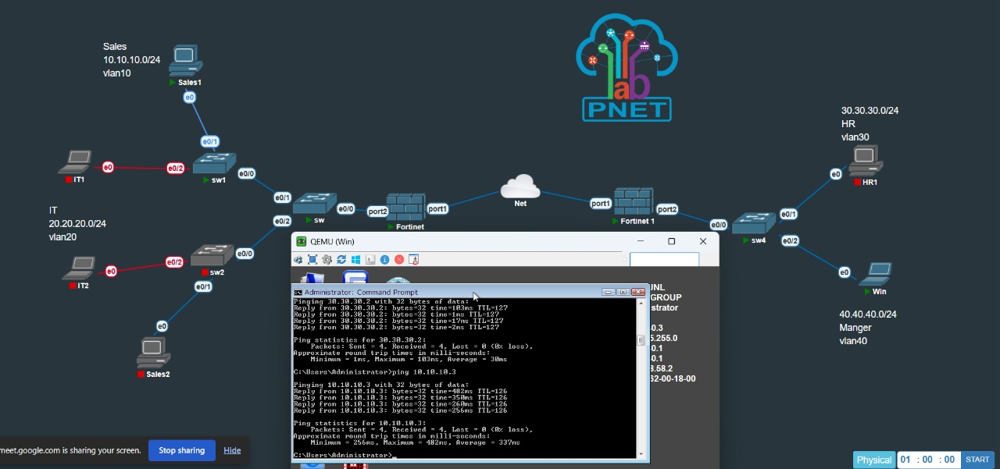 Sales
10.10.10.0/24
vlan10
Sales1
e0
e0/1
IT1
e0
e0/2
sw1
e0/0
IT
20.20.20.0/24
vlan20
IT2
e0
e0/2
sw2
e0/0
e0/1
e0
Sales2
e0/1
e0/2
sw
e0/0
port2
Fortinet
port1
Net
lab
PNET
port1
Fortinet 1
port2
e0/0
sw4
e0/1
e0/2
30.30.30.0/24
HR
vlan30
e0
HR1
e0
Win
40.40.40.0/24
Manger
vlan40
QEMU (Win)
Administrator: Command Prompt
Pinging 30.30.30.2 with 32 bytes of data:
Reply from 30.30.30.2: bytes=32 time=103ms TTL=127
Reply from 30.30.30.2: bytes=32 time=1ms TTL=127
Reply from 30.30.30.2: bytes=32 time=17ms TTL=127
Reply from 30.30.30.2: bytes=32 time=2ms TTL=127
Ping statistics for 30.30.30.2:
Packets: Sent = 4, Received = 4, Lost = 0 (0% loss),
Approximate round trip times in milli-seconds:
Minimum = 1ms, Maximum = 103ms, Average = 30ms
C:\Users\Administrator>ping 10.10.10.3
Pinging 10.10.10.3 with 32 bytes of data:
Reply from 10.10.10.3: bytes=32 time=482ms TTL=126
Reply from 10.10.10.3: bytes=32 time=350ms TTL=126
Reply from 10.10.10.3: bytes=32 time=260ms TTL=126
Reply from 10.10.10.3: bytes=32 time=256ms TTL=126
Ping statistics for 10.10.10.3:
Packets: Sent = 4, Received = 4, Lost = 0 (0% loss),
Approximate round trip times in milli-seconds:
Minimum = 256ms, Maximum = 482ms, Average = 337ms
C:\Users\Administrator>_
JNL
GROUP
strator
0.3
5.255.0
0.1
0.1
8.58.2
62-00-18-00
meet.google.com is sharing your screen.
Stop sharing
Hide
Physical
01 : 00 : 00
START